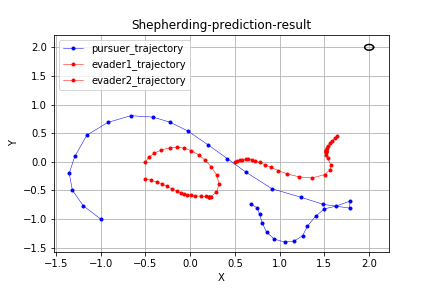 Shepherding-prediction-result
pursuer_trajectory
evader1_trajectory
evader2_trajectory
2.0
1.5
1.0
0.5
0.0
−0.5
−1.0
−1.5
Y
−1.5 −1.0 −0.5 0.0 0.5 1.0 1.5 2.0
X